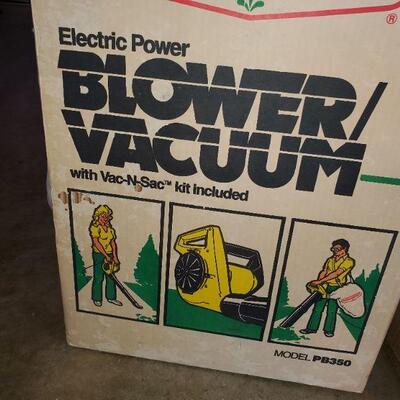 ®
Electric Power
BLOWER/
VACUUM
with Vac-N-Sac™ kit included
MODEL PB350